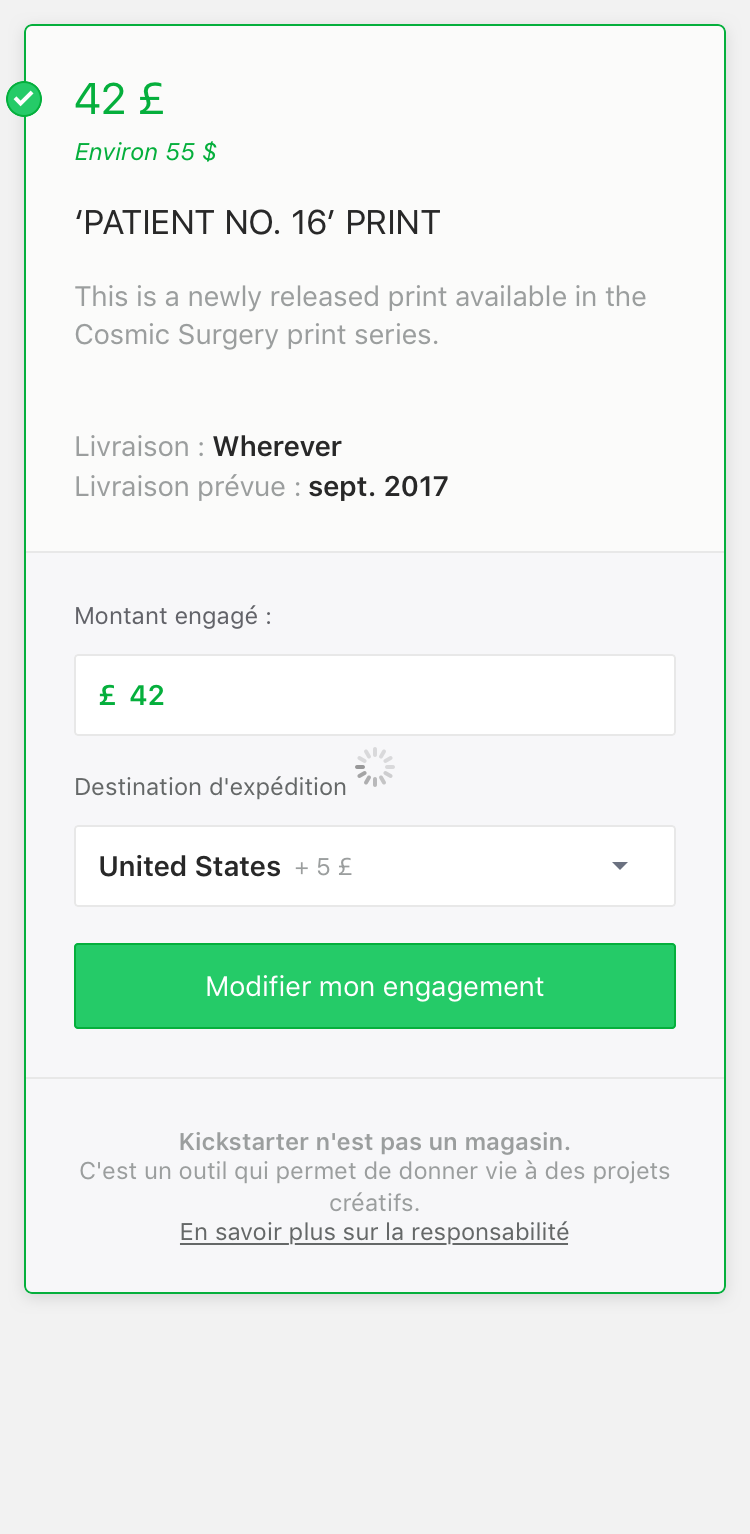 42 £
Environ 55 $
‘PATIENT NO. 16’ PRINT
This is a newly released print available in the
Cosmic Surgery print series.
Livraison : Wherever
Livraison prévue : sept. 2017
Montant engagé :
£ 42
Destination d'expédition
United States + 5 £
Modifier mon engagement
Kickstarter n'est pas un magasin.
C'est un outil qui permet de donner vie à des projets
créatifs.
En savoir plus sur la responsabilité